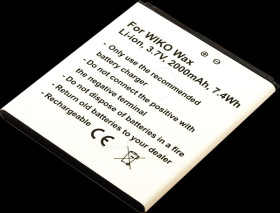 For WIKO Wax
Li-ion, 3.7V, 2000mAh, 7.4Wh
- Only use the recommended
battery charger
- Do not connect the positive with
the negative terminal
- Do not dispose of batteries in a fire
- Return old batteries to your dealer
- Recyclable!
CE